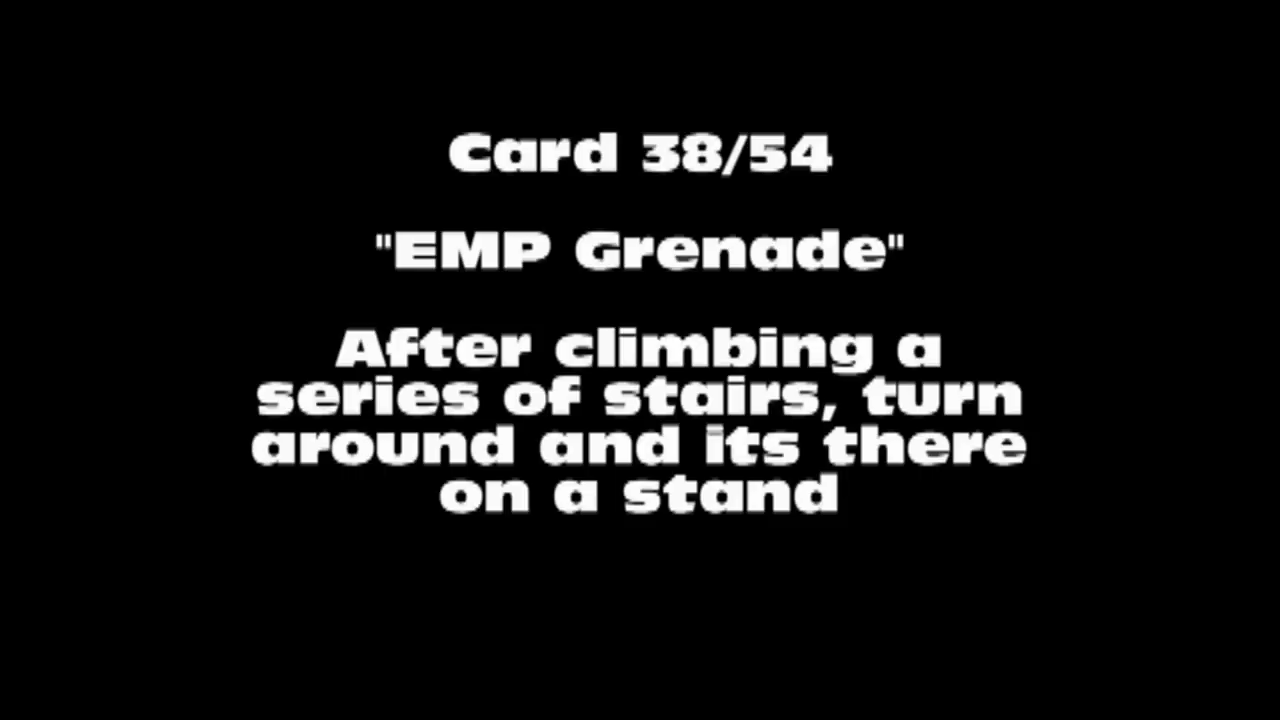 Card 38/54
"EMP Grenade"
After climbing a
series of stairs, turn
around and its there
on a stand